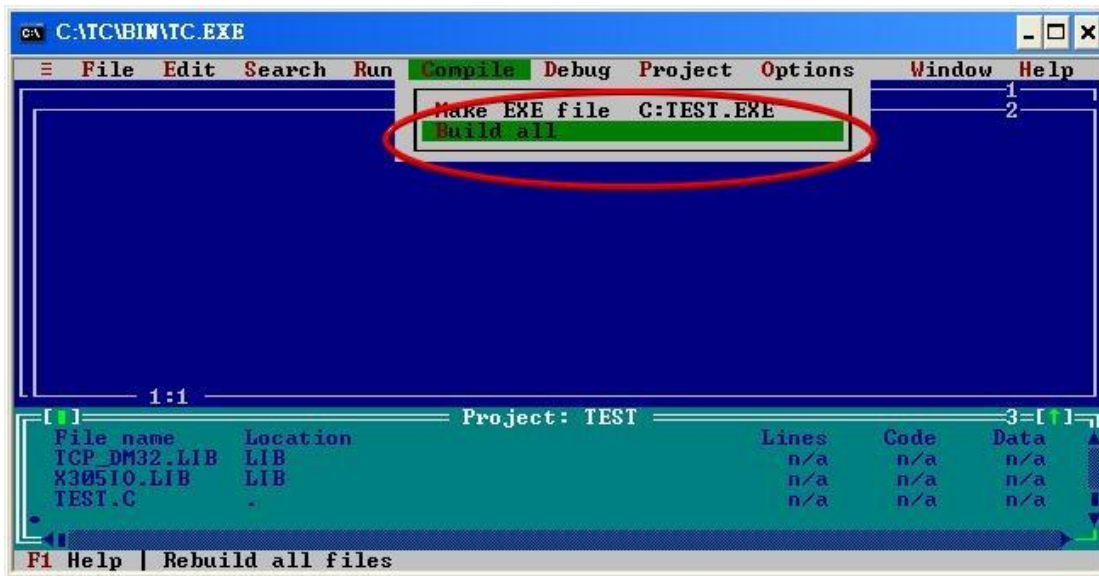 C:\TC\BIN\TC.EXE
≡ File Edit Search Run Compile Debug Project Options Window Help
1
Make EXE file C:TEST.EXE
2
Build all
1:1
Project: TEST
3=[↑]
File name Location Lines Code Data
TCP_DM32.LIB LIB n/a n/a n/a
X305IO.LIB LIB n/a n/a n/a
TEST.C . n/a n/a n/a
F1 Help | Rebuild all files